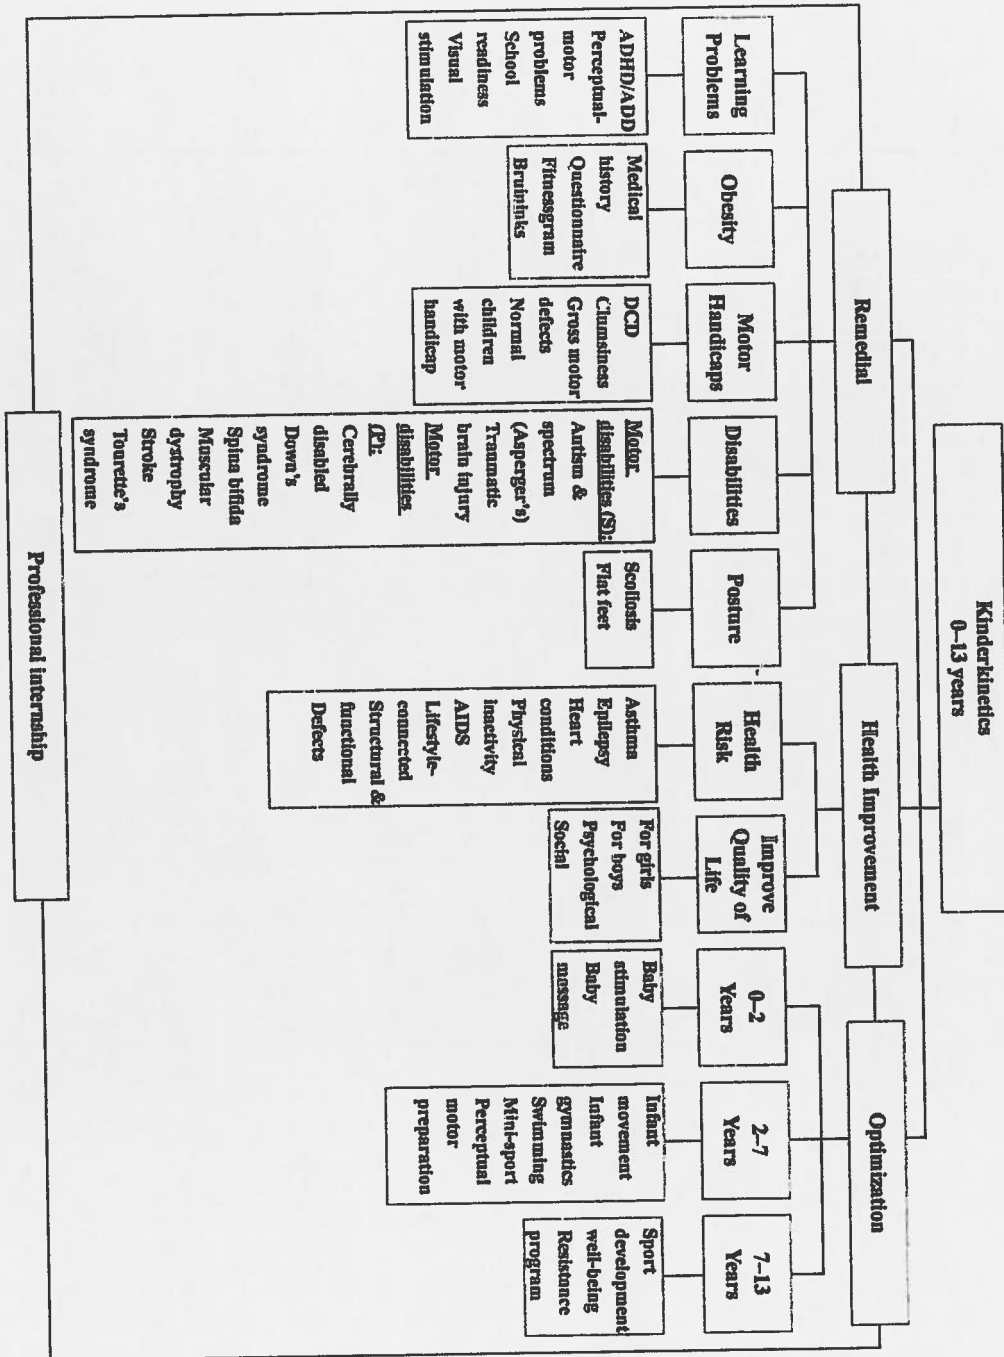 Kinderkinetics
0–13 years
Remedial
Health Improvement
Optimization
Learning
Problems
Obesity
Motor
Handicaps
Disabilities
Posture
Health
Risk
Improve
Quality of
Life
0–2
Years
2–7
Years
7–13
Years
ADHD/ADD
Perceptual-
motor
problems
School
readiness
Visual
stimulation
Medical
history
Questionnaire
Fitnessgram
Bruininks
DCD
Clumsiness
Gross motor
defects
Normal
children
with motor
handicap
Motor
disabilities (S):
Autism &
spectrum
(Asperger's)
Traumatic
brain injury
Motor
disabilities
(P):
Cerebrally
disabled
Down's
syndrome
Spina bifida
Muscular
dystrophy
Stroke
Tourette's
syndrome
Scoliosis
Flat feet
Asthma
Epilepsy
Heart
conditions
Physical
inactivity
AIDS
Lifestyle-
connected
Structural &
functional
Defects
For girls
For boys
Psychological
Social
Baby
stimulation
Baby
massage
Infant
movement
Infant
gymnastics
Swimming
Mini-sport
Perceptual
motor
preparation
Sport
development
well-being
Resistance
program
Professional internship